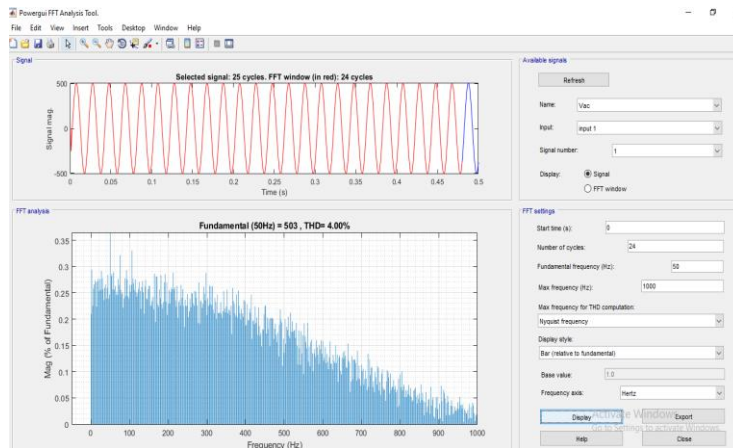 Powergui FFT Analysis Tool.
File Edit View Insert Tools Desktop Window Help
Signal
Selected signal: 25 cycles. FFT window (in red): 24 cycles
500
0
-500
Signal mag.
0 0.05 0.1 0.15 0.2 0.25 0.3 0.35 0.4 0.45 0.5
Time (s)
FFT analysis
Fundamental (50Hz) = 503 , THD= 4.00%
0.35
0.3
0.25
0.2
0.15
0.1
0.05
0
Mag (% of Fundamental)
0 100 200 300 400 500 600 700 800 900 1000
Frequency (Hz)
Available signals
Refresh
Name: Vac
Input: input 1
Signal number: 1
Display: Signal
FFT window
FFT settings
Start time (s): 0
Number of cycles: 24
Fundamental frequency (Hz): 50
Max frequency (Hz): 1000
Max frequency for THD computation:
Nyquist frequency
Display style:
Bar (relative to fundamental)
Base value: 1.0
Frequency axis: Hertz
Display Export
Activate Windows
Go to Settings to activate Windows.
Help Close